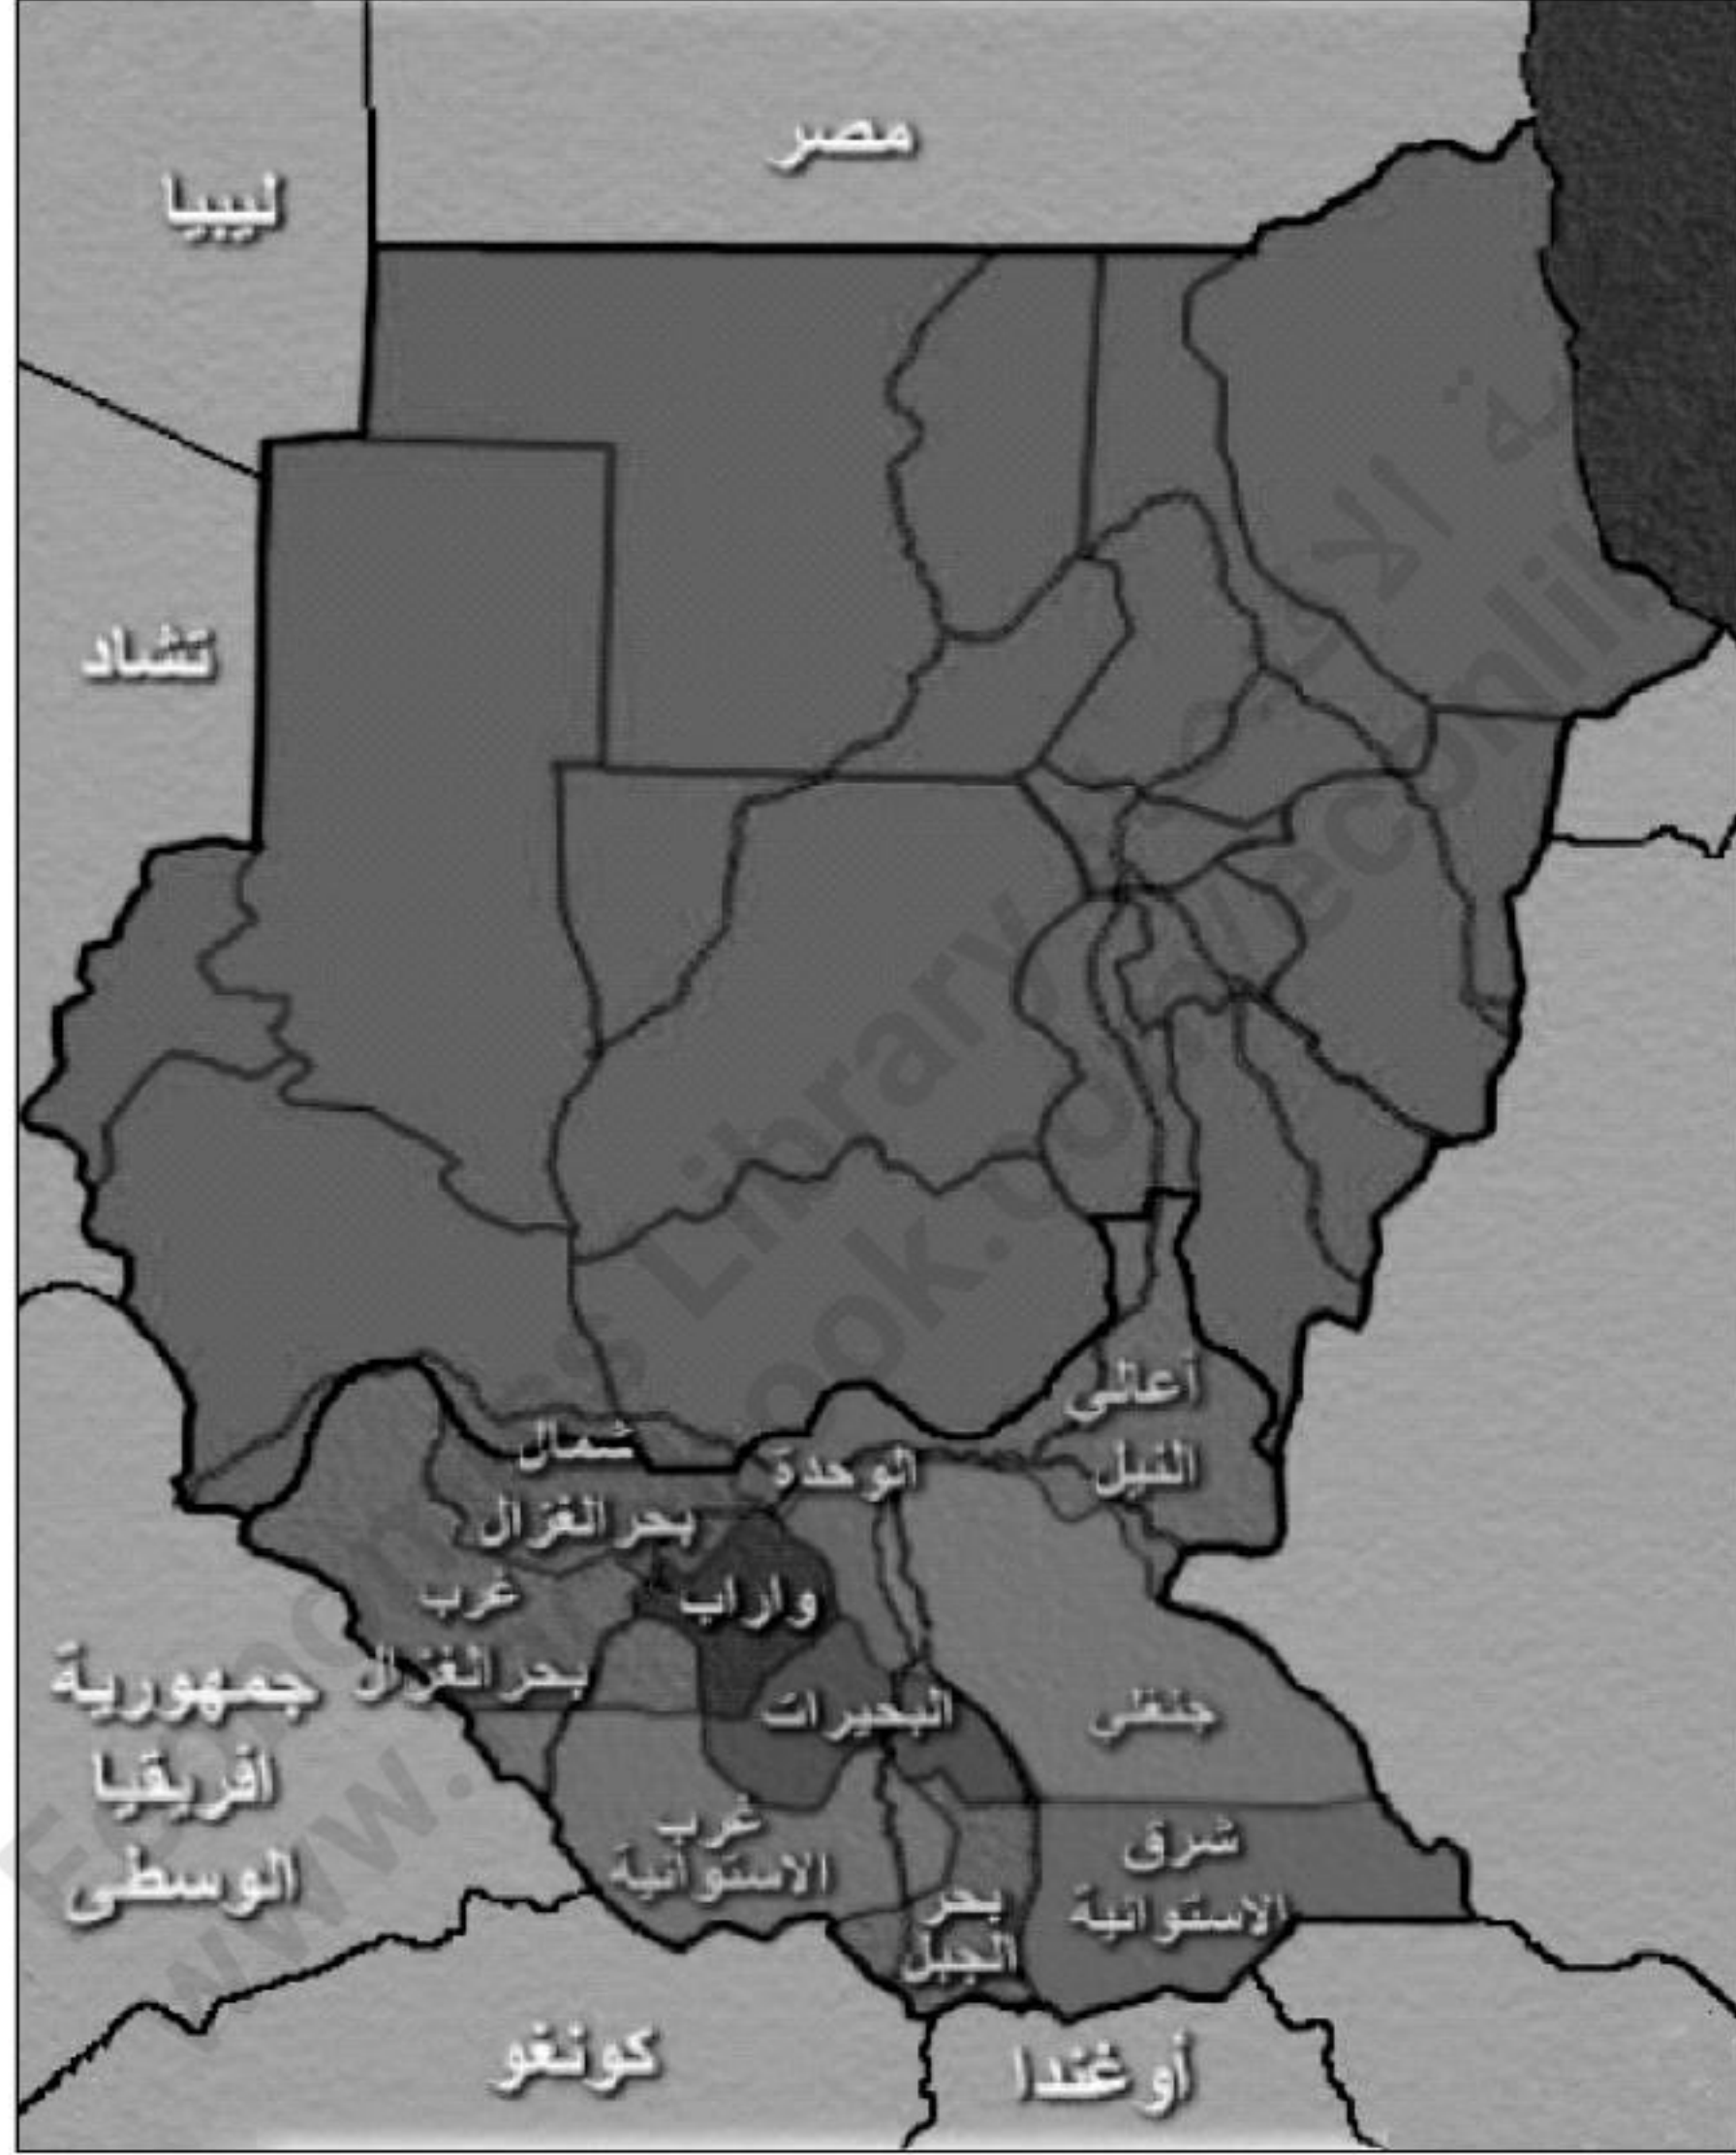 مصر
ليبيا
تشاد
أعالي
النيل
شمال
بحر الغزال
الوحدة
غرب
بحر الغزال
واراب
البحيرات
جنقلي
جمهورية
افريقيا
الوسطى
غرب
الاستوائية
شرق
الاستوائية
بحر
الجبل
كونغو
أوغندا